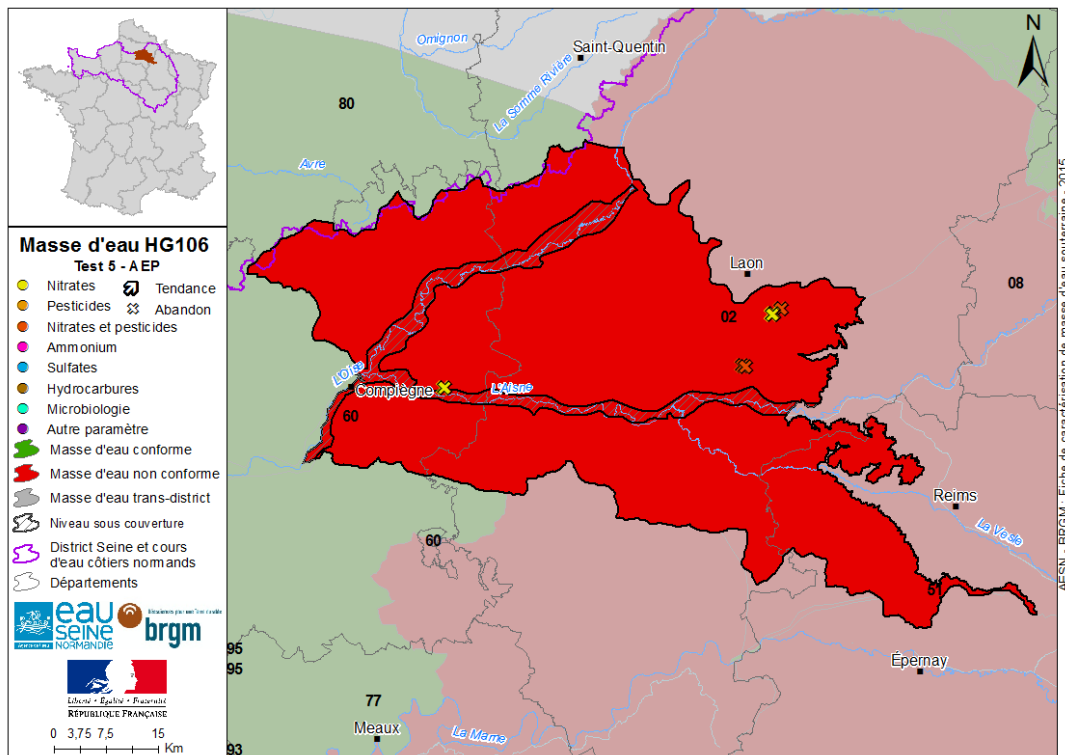 Masse d'eau HG106
Test 5 - AEP
Nitrates
Tendance
Pesticides
Abandon
Nitrates et pesticides
Ammonium
Sulfates
Hydrocarbures
Microbiologie
Autre paramètre
Masse d'eau conforme
Masse d'eau non conforme
Masse d'eau trans-district
Niveau sous couverture
District Seine et cours
d'eau côtiers normands
Départements
eau
SEINE
NORMANDIE
brgm
Liberté • Égalité • Fraternité
RÉPUBLIQUE FRANÇAISE
0 3,75 7,5 15
Km
N
Omignon
Saint-Quentin
La Somme Rivière
80
Avre
Laon
08
02
L'Oise
Compiègne
L'Aisne
60
Reims
La Vesle
60
51
95
95
Épernay
77
Meaux
La Marne
93
AESN - BRGM : Fiche de caractérisation de masse d'eau souterraine - 2015